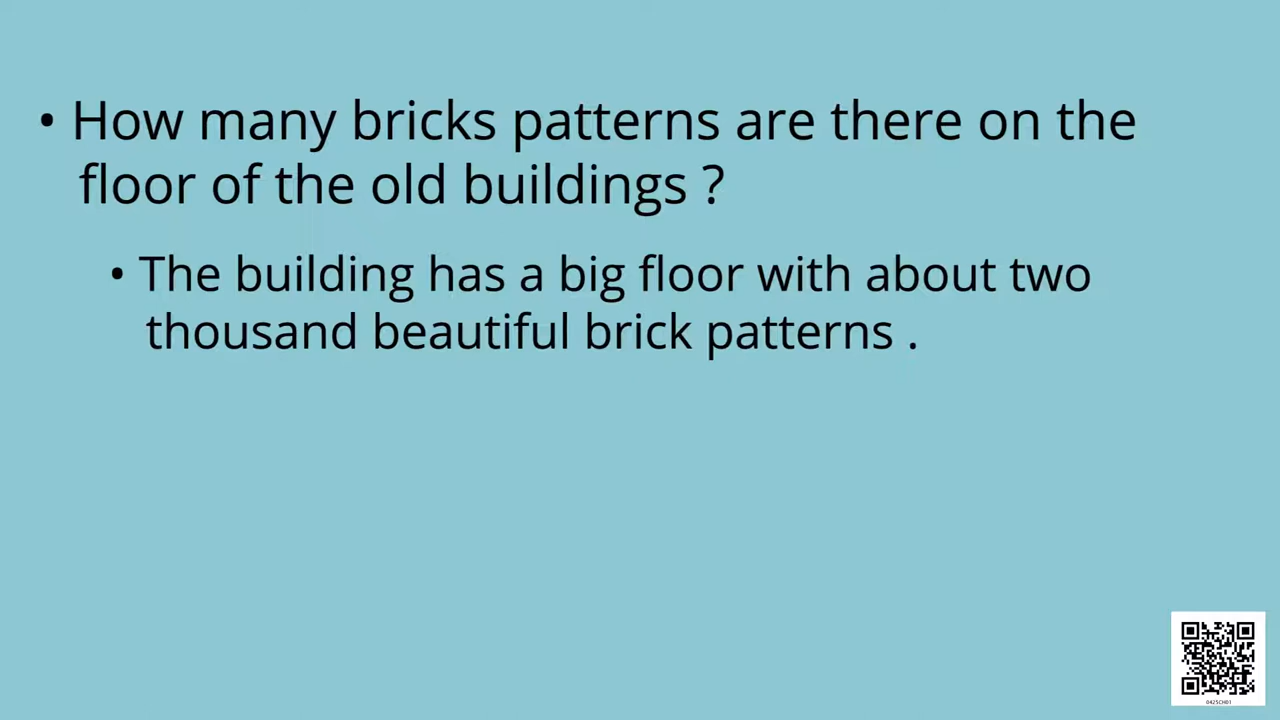 • How many bricks patterns are there on the
floor of the old buildings ?
• The building has a big floor with about two
thousand beautiful brick patterns .
0425CH01